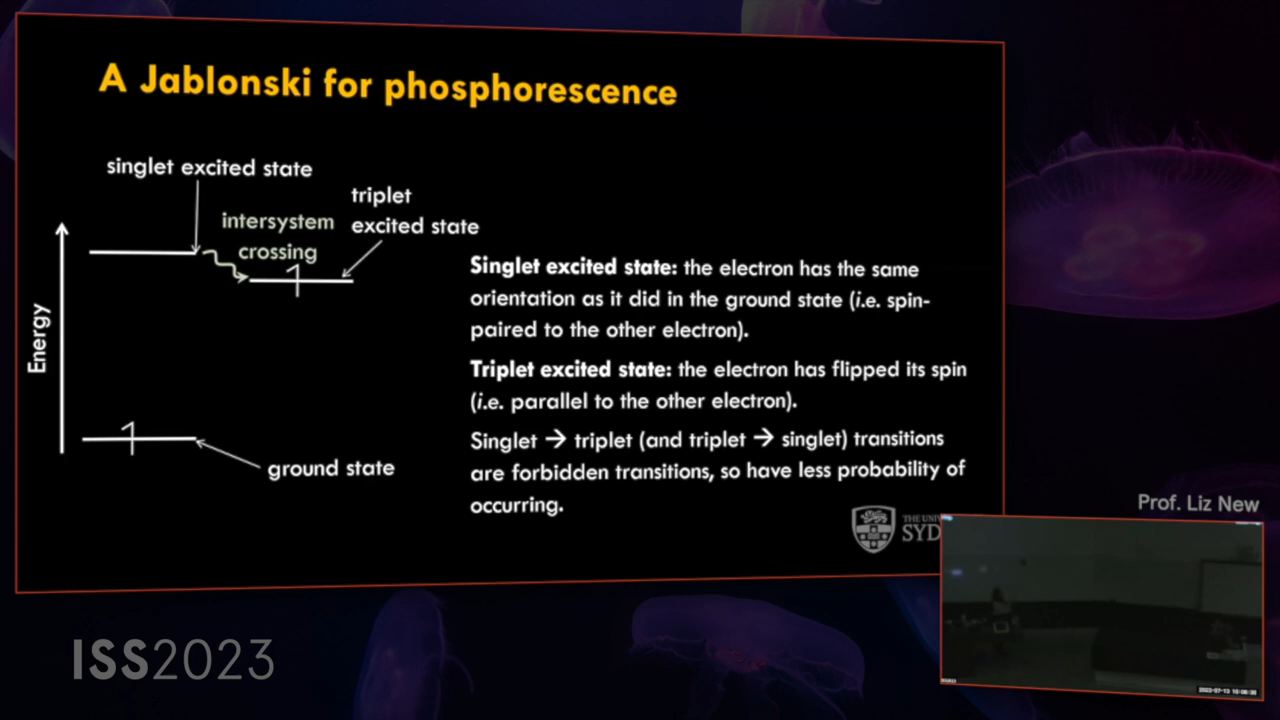 A Jablonski for phosphorescence
singlet excited state
triplet
excited state
intersystem
crossing
Energy
ground state
Singlet excited state: the electron has the same
orientation as it did in the ground state (i.e. spin-
paired to the other electron).
Triplet excited state: the electron has flipped its spin
(i.e. parallel to the other electron).
Singlet → triplet (and triplet → singlet) transitions
are forbidden transitions, so have less probability of
occurring.
THE UNIV
SYD
Prof. Liz New
ISS2023